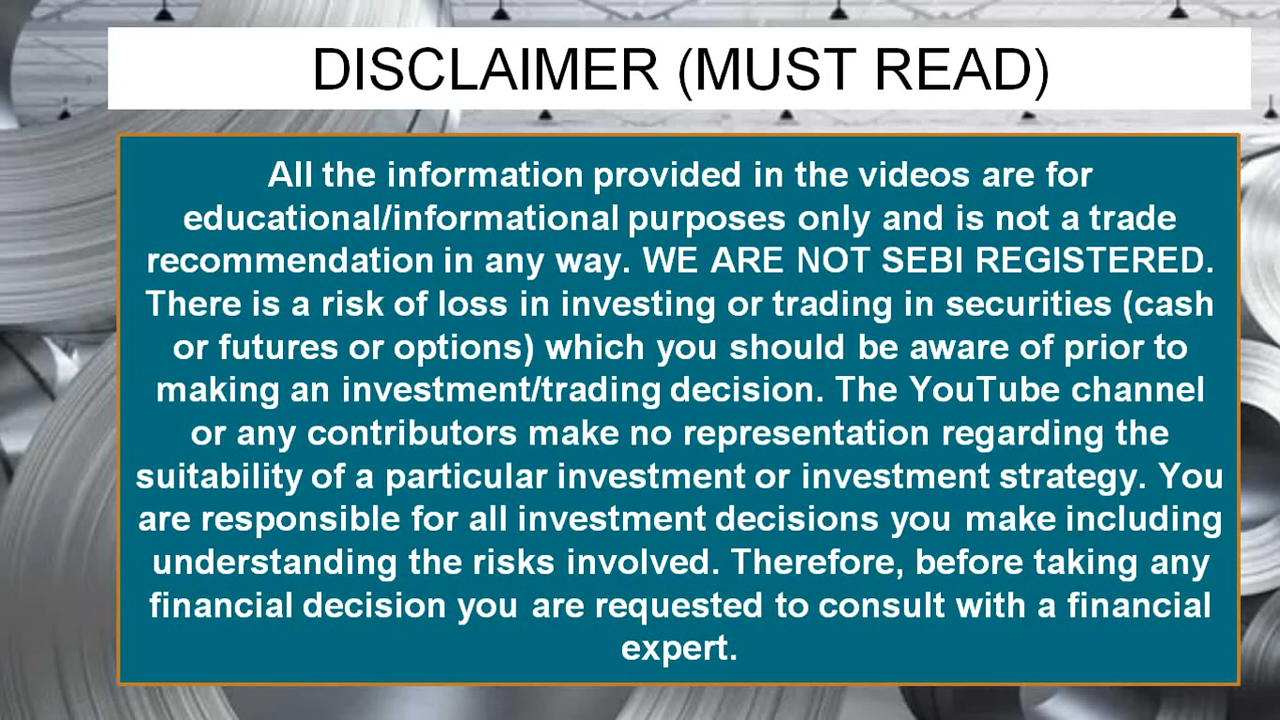 DISCLAIMER (MUST READ)
All the information provided in the videos are for
educational/informational purposes only and is not a trade
recommendation in any way. WE ARE NOT SEBI REGISTERED.
There is a risk of loss in investing or trading in securities (cash
or futures or options) which you should be aware of prior to
making an investment/trading decision. The YouTube channel
or any contributors make no representation regarding the
suitability of a particular investment or investment strategy. You
are responsible for all investment decisions you make including
understanding the risks involved. Therefore, before taking any
financial decision you are requested to consult with a financial
expert.